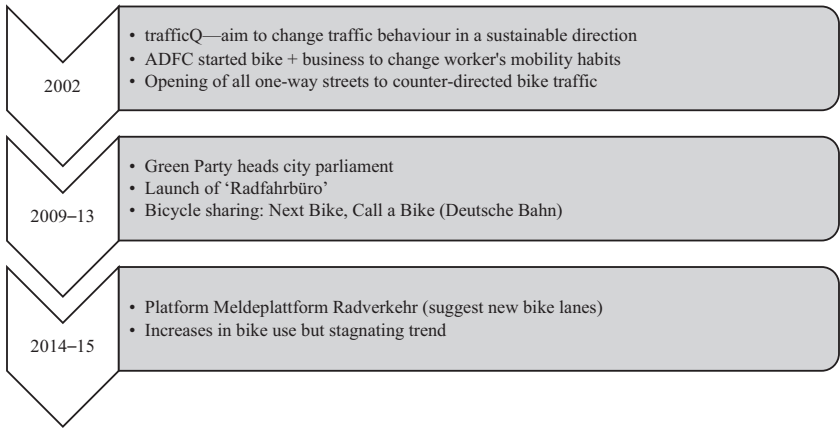 2002
• trafficQ—aim to change traffic behaviour in a sustainable direction
• ADFC started bike + business to change worker's mobility habits
• Opening of all one-way streets to counter-directed bike traffic
2009–13
• Green Party heads city parliament
• Launch of ‘Radfahrbüro’
• Bicycle sharing: Next Bike, Call a Bike (Deutsche Bahn)
2014–15
• Platform Meldeplattform Radverkehr (suggest new bike lanes)
• Increases in bike use but stagnating trend